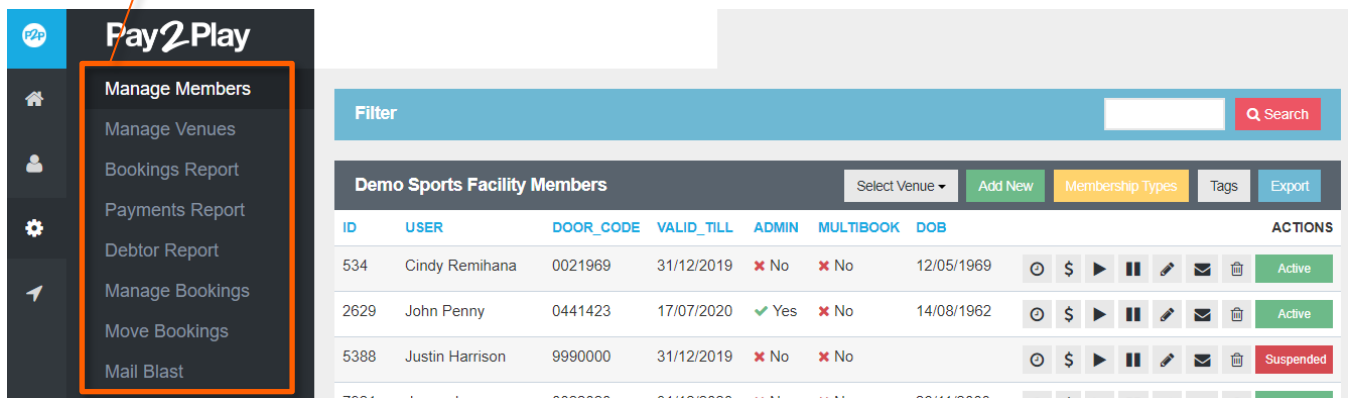 P2P
Pay2Play
Manage Members
Manage Venues
Bookings Report
Payments Report
Debtor Report
Manage Bookings
Move Bookings
Mail Blast
Filter
Search
Demo Sports Facility Members Select Venue Add New Membership Types Tags Export
ID USER DOOR_CODE VALID_TILL ADMIN MULTIBOOK DOB ACTIONS
534 Cindy Remihana 0021969 31/12/2019 No No 12/05/1969 $ Active
2629 John Penny 0441423 17/07/2020 Yes No 14/08/1962 $ Active
5388 Justin Harrison 9990000 31/12/2019 No No $ Suspended